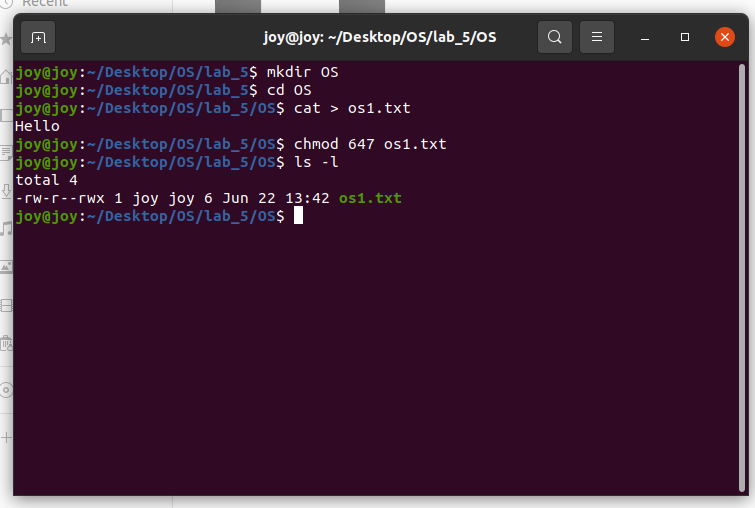 Recent
joy@joy: ~/Desktop/OS/lab_5/OS
joy@joy:~/Desktop/OS/lab_5$ mkdir OS
joy@joy:~/Desktop/OS/lab_5$ cd OS
joy@joy:~/Desktop/OS/lab_5/OS$ cat > os1.txt
Hello
joy@joy:~/Desktop/OS/lab_5/OS$ chmod 647 os1.txt
joy@joy:~/Desktop/OS/lab_5/OS$ ls -l
total 4
-rw-r--rwx 1 joy joy 6 Jun 22 13:42 os1.txt
joy@joy:~/Desktop/OS/lab_5/OS$